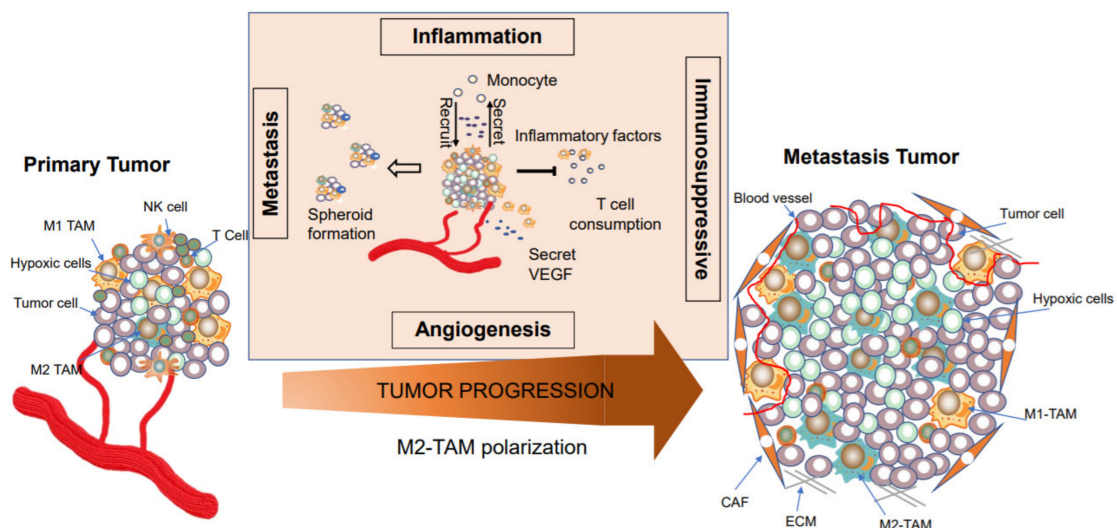 Primary Tumor
NK cell
M1 TAM
T Cell
Hypoxic cells
Tumor cell
M2 TAM
Inflammation
Metastasis
Immunosuppressive
Angiogenesis
Monocyte
Recruit
Secret
Inflammatory factors
Spheroid
formation
T cell
consumption
Secret
VEGF
TUMOR PROGRESSION
M2-TAM polarization
Metastasis Tumor
Blood vessel
Tumor cell
Hypoxic cells
M1-TAM
CAF
ECM
M2-TAM